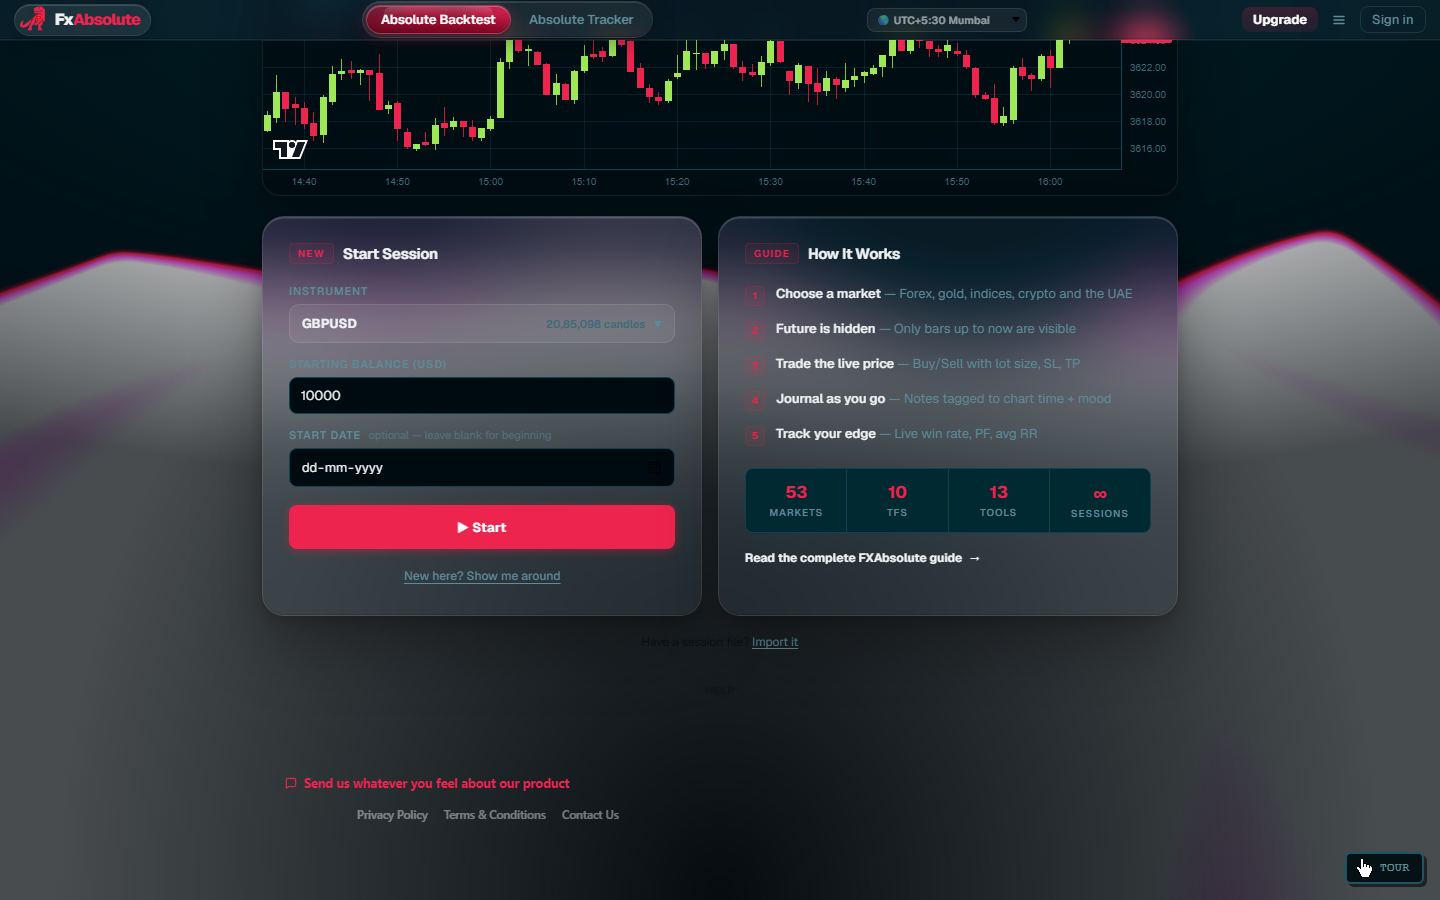 FxAbsolute
Absolute Backtest
Absolute Tracker
UTC+5:30 Mumbai
Upgrade
Sign in
3622.00
3620.00
3618.00
3616.00
14:40 14:50 15:00 15:10 15:20 15:30 15:40 15:50 16:00
NEW Start Session
INSTRUMENT
GBPUSD 20,85,098 candles
STARTING BALANCE (USD)
10000
START DATE optional — leave blank for beginning
dd-mm-yyyy
Start
New here? Show me around
GUIDE How It Works
1 Choose a market — Forex, gold, indices, crypto and the UAE
2 Future is hidden — Only bars up to now are visible
3 Trade the live price — Buy/Sell with lot size, SL, TP
4 Journal as you go — Notes tagged to chart time + mood
5 Track your edge — Live win rate, PF, avg RR
53 10 13 ∞
MARKETS TFS TOOLS SESSIONS
Read the complete FXAbsolute guide →
Have a session file? Import it
HELP
Send us whatever you feel about our product
Privacy Policy Terms & Conditions Contact Us
TOUR